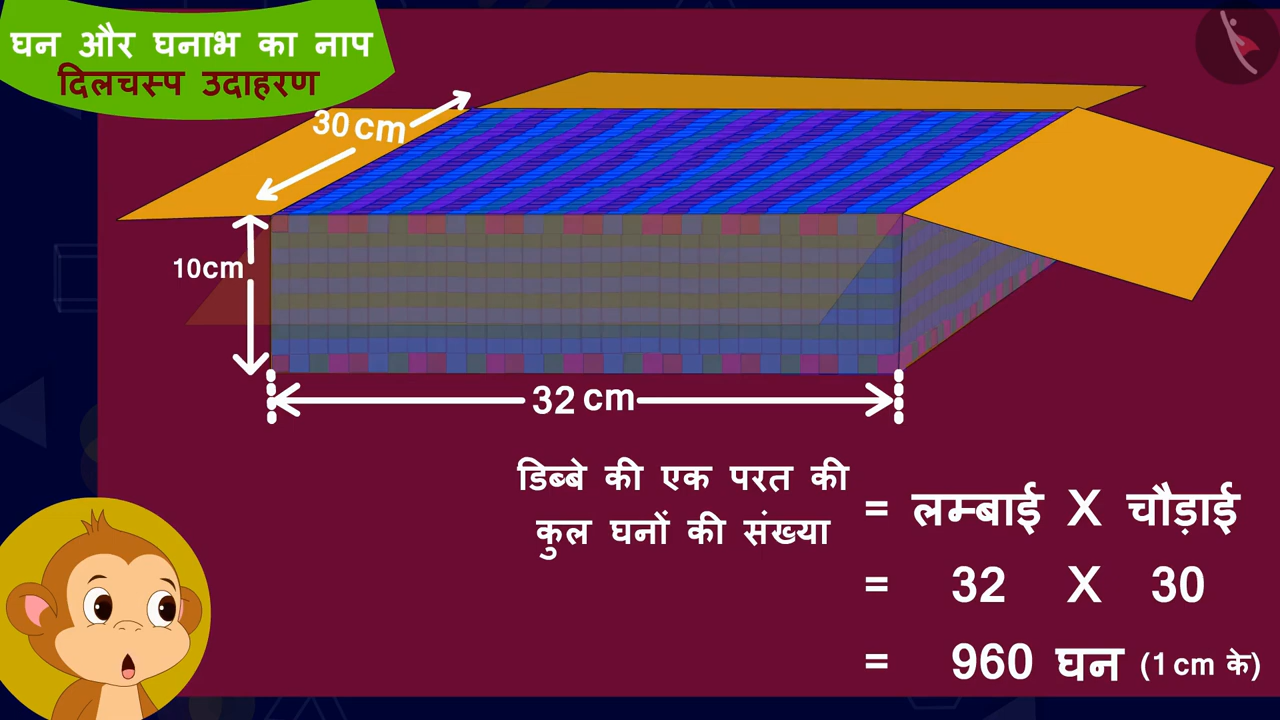 घन और घनाभ का नाप
दिलचस्प उदाहरण
30 cm
10cm
32 cm
डिब्बे की एक परत की
कुल घनों की संख्या
= लम्बाई X चौड़ाई
= 32 X 30
= 960 घन (1 cm के)